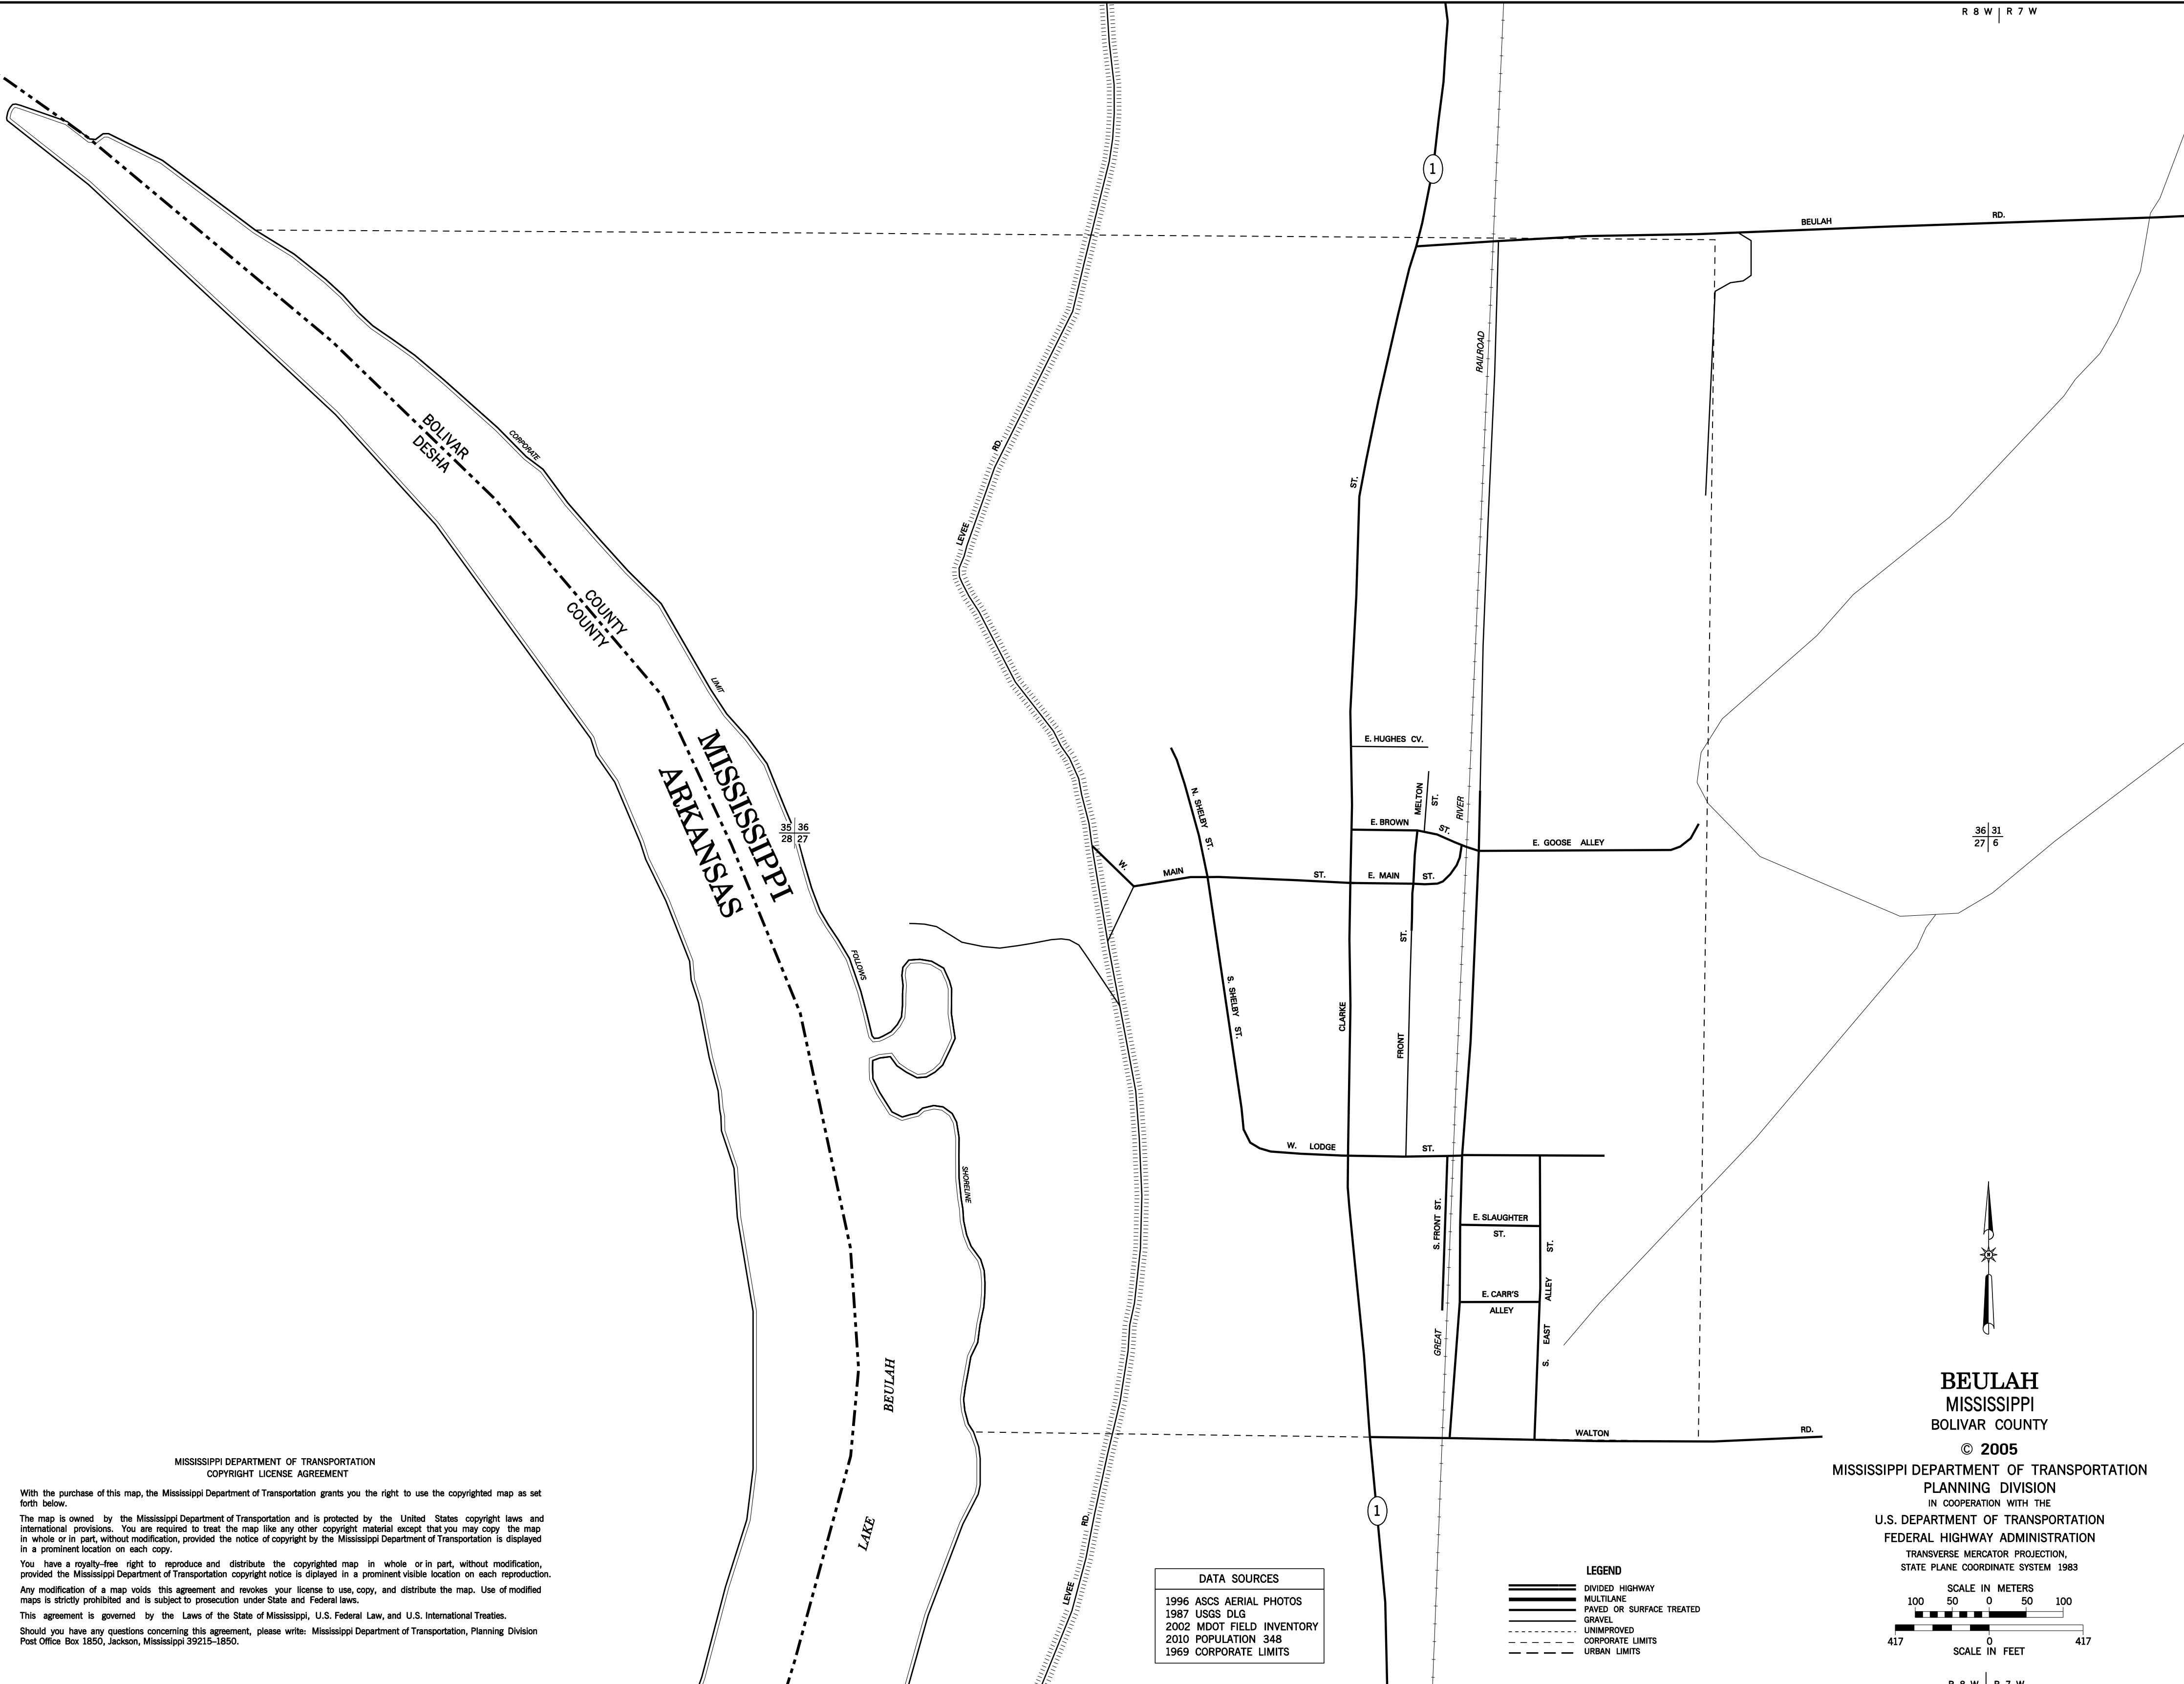 R 8 W | R 7 W
1
BEULAH RD.
RAILROAD
BOLIVAR
DESHA
CORPORATE
RD.
ST.
LEVEE
COUNTY
COUNTY
LIMIT
MISSISSIPPI
ARKANSAS
E. HUGHES CV.
N. SHELBY ST.
MELTON
ST.
RIVER
35 36
28 27
E. BROWN ST.
E. GOOSE ALLEY
36 31
27 6
W. MAIN ST.
E. MAIN ST.
FOLLOWS
ST.
S. SHELBY ST.
CLARKE
FRONT
W. LODGE ST.
SHORELINE
S. FRONT ST.
E. SLAUGHTER
ST.
ST.
E. CARR'S
ALLEY
ALLEY
EAST
S.
GREAT
BEULAH
LAKE
WALTON RD.
1
RD.
LEVEE
BEULAH
MISSISSIPPI
BOLIVAR COUNTY
© 2005
MISSISSIPPI DEPARTMENT OF TRANSPORTATION
PLANNING DIVISION
IN COOPERATION WITH THE
U.S. DEPARTMENT OF TRANSPORTATION
FEDERAL HIGHWAY ADMINISTRATION
TRANSVERSE MERCATOR PROJECTION,
STATE PLANE COORDINATE SYSTEM 1983
SCALE IN METERS
100 50 0 50 100
417 0 417
SCALE IN FEET
R 8 W | R 7 W
MISSISSIPPI DEPARTMENT OF TRANSPORTATION
COPYRIGHT LICENSE AGREEMENT
With the purchase of this map, the Mississippi Department of Transportation grants you the right to use the copyrighted map as set
forth below.
The map is owned by the Mississippi Department of Transportation and is protected by the United States copyright laws and
international provisions. You are required to treat the map like any other copyright material except that you may copy the map
in whole or in part, without modification, provided the notice of copyright by the Mississippi Department of Transportation is displayed
in a prominent location on each copy.
You have a royalty-free right to reproduce and distribute the copyrighted map in whole or in part, without modification,
provided the Mississippi Department of Transportation copyright notice is diplayed in a prominent visible location on each reproduction.
Any modification of a map voids this agreement and revokes your license to use, copy, and distribute the map. Use of modified
maps is strictly prohibited and is subject to prosecution under State and Federal laws.
This agreement is governed by the Laws of the State of Mississippi, U.S. Federal Law, and U.S. International Treaties.
Should you have any questions concerning this agreement, please write: Mississippi Department of Transportation, Planning Division
Post Office Box 1850, Jackson, Mississippi 39215-1850.
DATA SOURCES
1996 ASCS AERIAL PHOTOS
1987 USGS DLG
2002 MDOT FIELD INVENTORY
2010 POPULATION 348
1969 CORPORATE LIMITS
LEGEND
DIVIDED HIGHWAY
MULTILANE
PAVED OR SURFACE TREATED
GRAVEL
UNIMPROVED
CORPORATE LIMITS
URBAN LIMITS